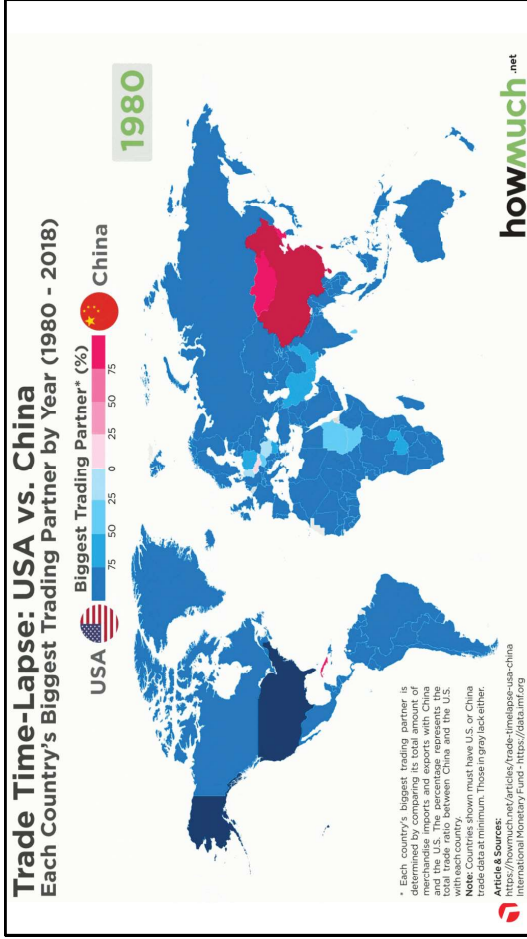 Trade Time-Lapse: USA vs. China
Each Country's Biggest Trading Partner by Year (1980 - 2018)
USA
Biggest Trading Partner* (%)
China
75 50 25 0 25 50 75
1980
* Each country's biggest trading partner is
determined by comparing its total amount of
merchandise imports and exports with China
and the U.S. The percentage represents the
total trade ratio between China and the U.S.
with each country.
Note: Countries shown must have U.S. or China
trade data at minimum. Those in gray lack either.
Article & Sources:
https://howmuch.net/articles/trade-timelapse-usa-china
International Monetary Fund - https://data.imf.org
howmuch.net